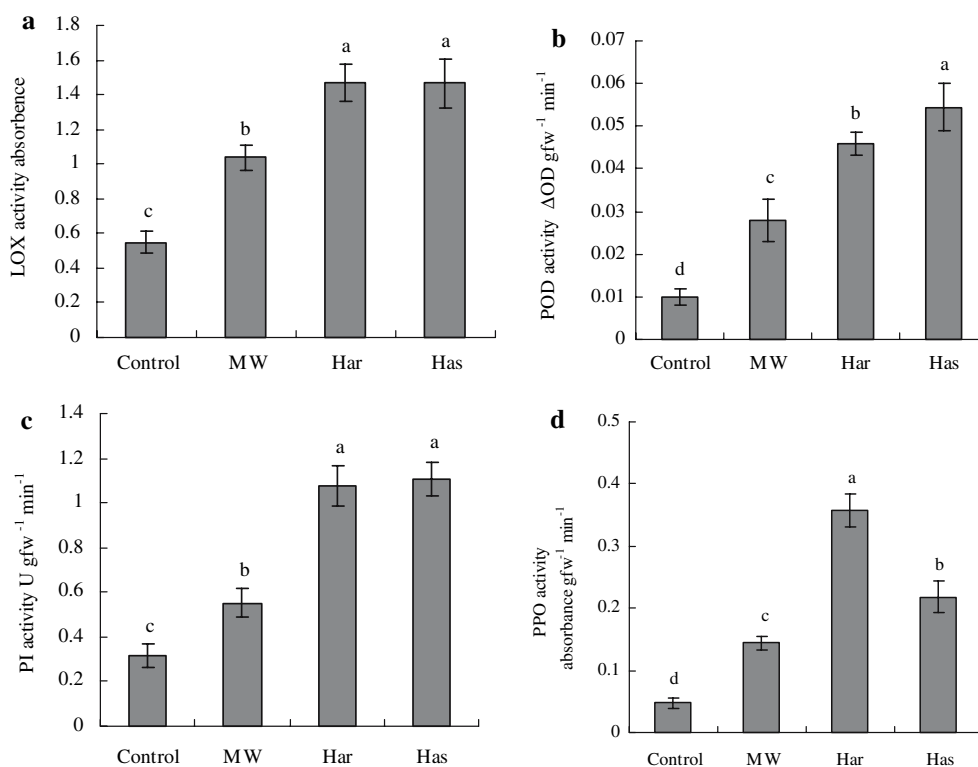 a
LOX activity absorbence
1.8
1.6
1.4
1.2
1
0.8
0.6
0.4
0.2
0
c
b
a
a
Control MW Har Has
b
POD activity ΔOD gfw⁻¹ min⁻¹
0.07
0.06
0.05
0.04
0.03
0.02
0.01
0
d
c
b
a
Control MW Har Has
c
PI activity U gfw⁻¹ min⁻¹
1.4
1.2
1
0.8
0.6
0.4
0.2
0
c
b
a
a
Control MW Har Has
d
PPO activity
absorbance gfw⁻¹ min⁻¹
0.5
0.4
0.3
0.2
0.1
0
d
c
a
b
Control MW Har Has